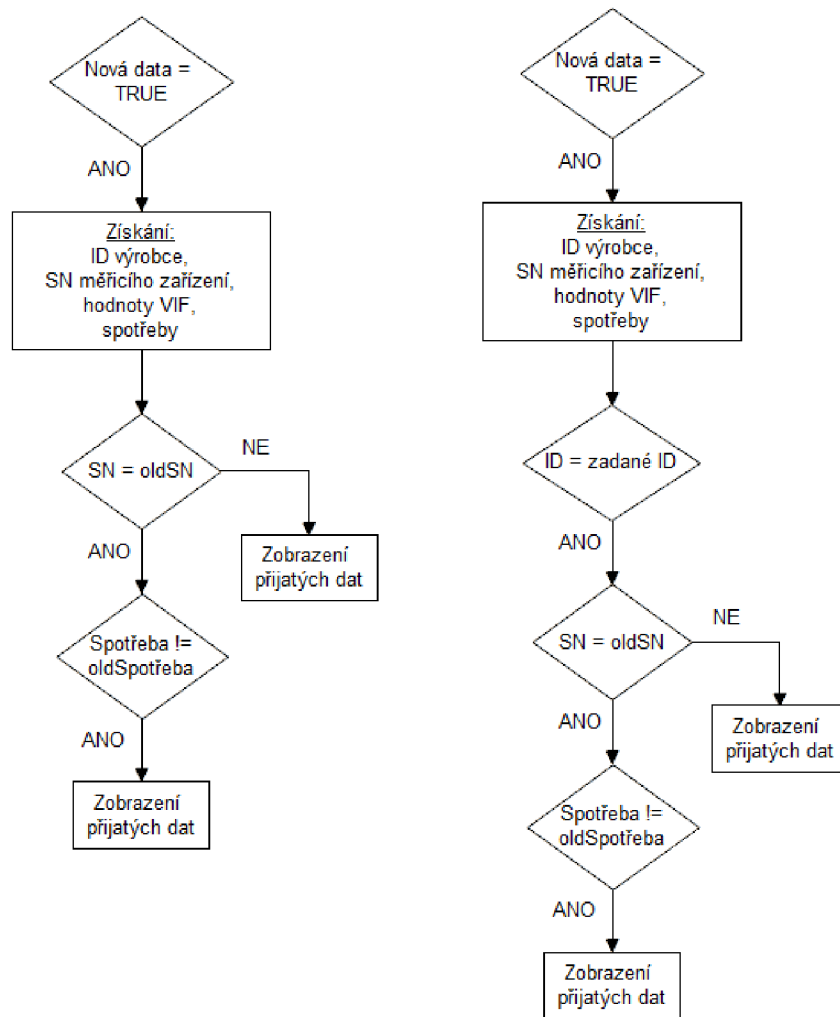 Nová data =
TRUE
ANO
Získání:
ID výrobce,
SN měřicího zařízení,
hodnoty VIF,
spotřeby
SN = oldSN
NE
Zobrazení
přijatých dat
ANO
Spotřeba !=
oldSpotřeba
ANO
Zobrazení
přijatých dat
Nová data =
TRUE
ANO
Získání:
ID výrobce,
SN měřicího zařízení,
hodnoty VIF,
spotřeby
ID = zadané ID
ANO
SN = oldSN
NE
Zobrazení
přijatých dat
ANO
Spotřeba !=
oldSpotřeba
ANO
Zobrazení
přijatých dat